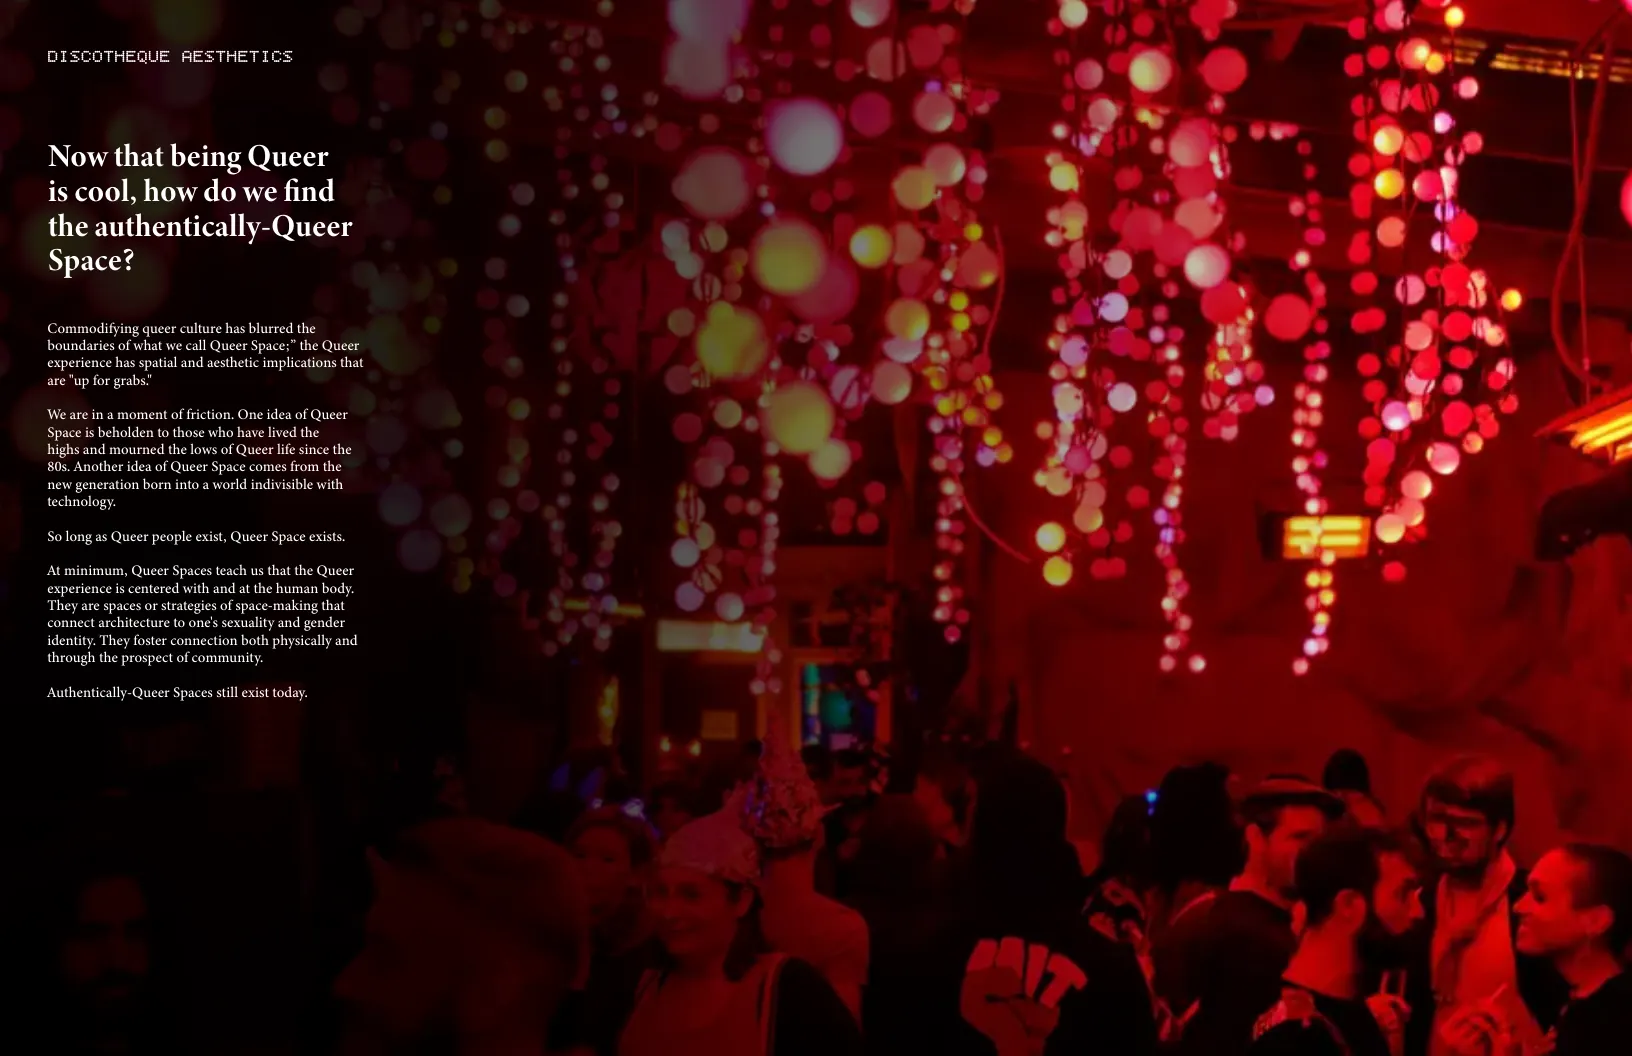 DISCOTHEQUE AESTHETICS
Now that being Queer
is cool, how do we find
the authentically-Queer
Space?
Commodifying queer culture has blurred the
boundaries of what we call Queer Space;” the Queer
experience has spatial and aesthetic implications that
are "up for grabs."
We are in a moment of friction. One idea of Queer
Space is beholden to those who have lived the
highs and mourned the lows of Queer life since the
80s. Another idea of Queer Space comes from the
new generation born into a world indivisible with
technology.
So long as Queer people exist, Queer Space exists.
At minimum, Queer Spaces teach us that the Queer
experience is centered with and at the human body.
They are spaces or strategies of space-making that
connect architecture to one's sexuality and gender
identity. They foster connection both physically and
through the prospect of community.
Authentically-Queer Spaces still exist today.